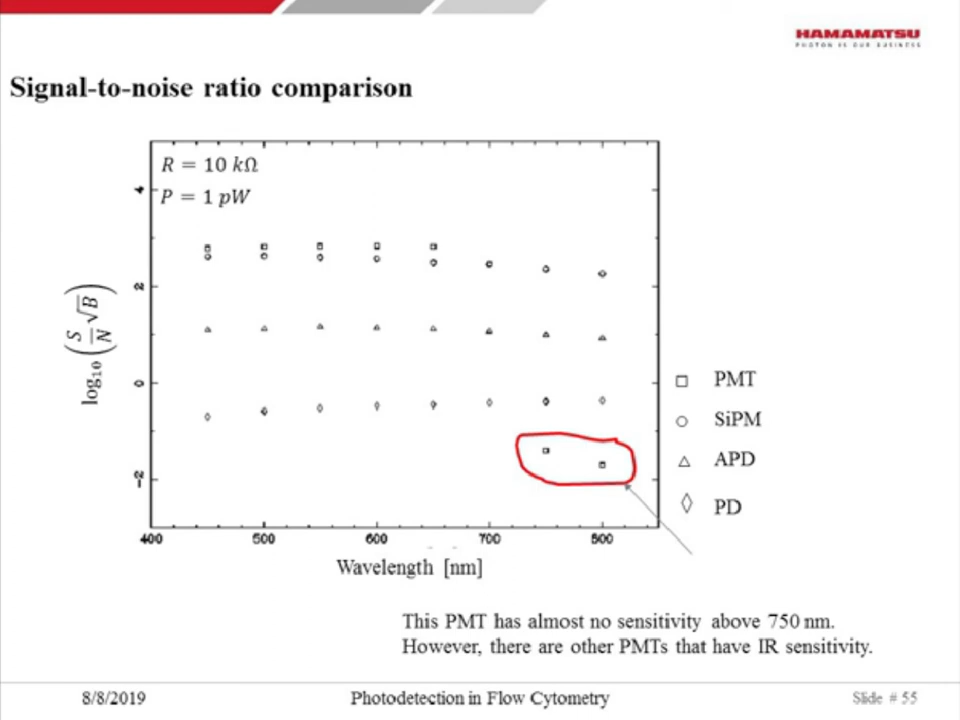 HAMAMATSU
PHOTON IS OUR BUSINESS
Signal-to-noise ratio comparison
R = 10 kΩ
P = 1 pW
4
2
0
-2
log₁₀ (S/N √B)
400 500 600 700 800
Wavelength [nm]
PMT
SiPM
APD
PD
This PMT has almost no sensitivity above 750 nm.
However, there are other PMTs that have IR sensitivity.
8/8/2019 Photodetection in Flow Cytometry Slide # 55